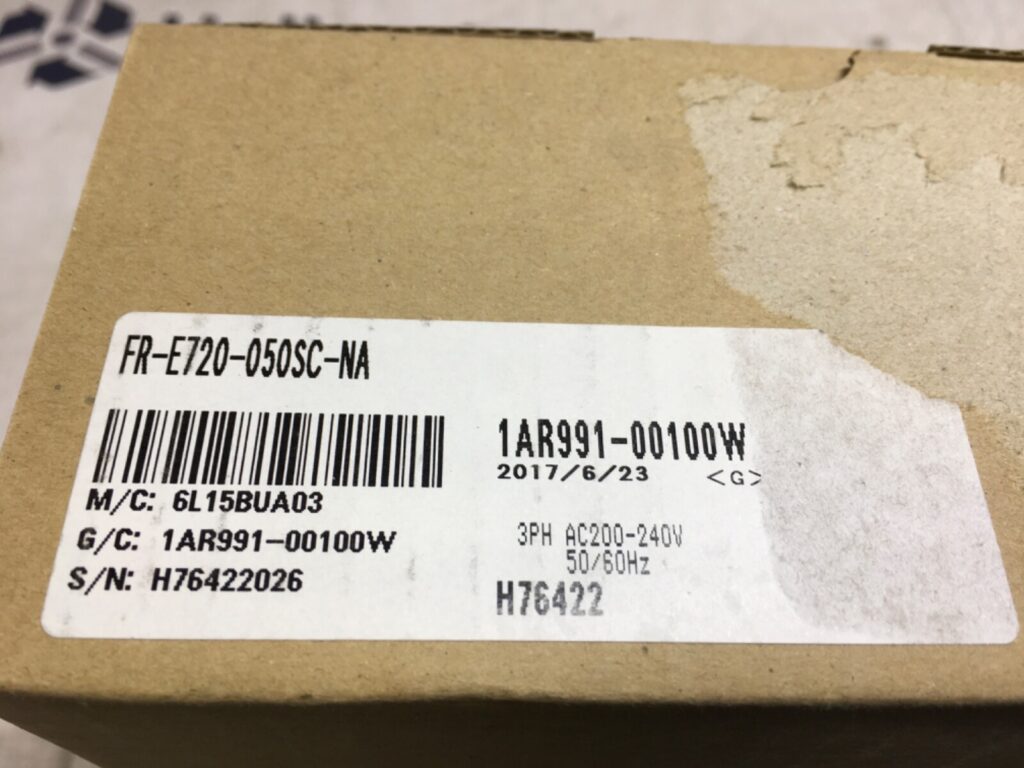 FR-E720-050SC-NA
1AR991-00100W
2017/6/23 <G>
M/C: 6L15BUA03
G/C: 1AR991-00100W
S/N: H76422026
3PH AC200-240V
50/60Hz
H76422